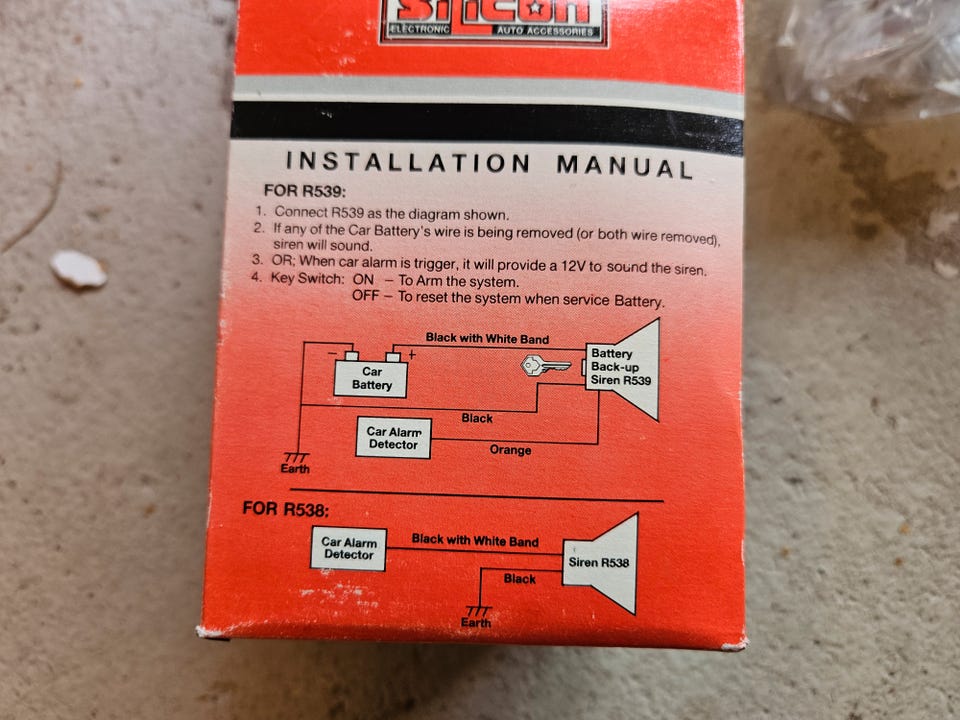 SiLiCON
ELECTRONIC AUTO ACCESSORIES
INSTALLATION MANUAL
FOR R539:
1. Connect R539 as the diagram shown.
2. If any of the Car Battery's wire is being removed (or both wire removed),
siren will sound.
3. OR; When car alarm is trigger, it will provide a 12V to sound the siren.
4. Key Switch: ON – To Arm the system.
OFF – To reset the system when service Battery.
Black with White Band
– +
Car
Battery
Battery
Back-up
Siren R539
Black
Car Alarm
Detector
Orange
Earth
FOR R538:
Car Alarm
Detector
Black with White Band
Siren R538
Black
Earth